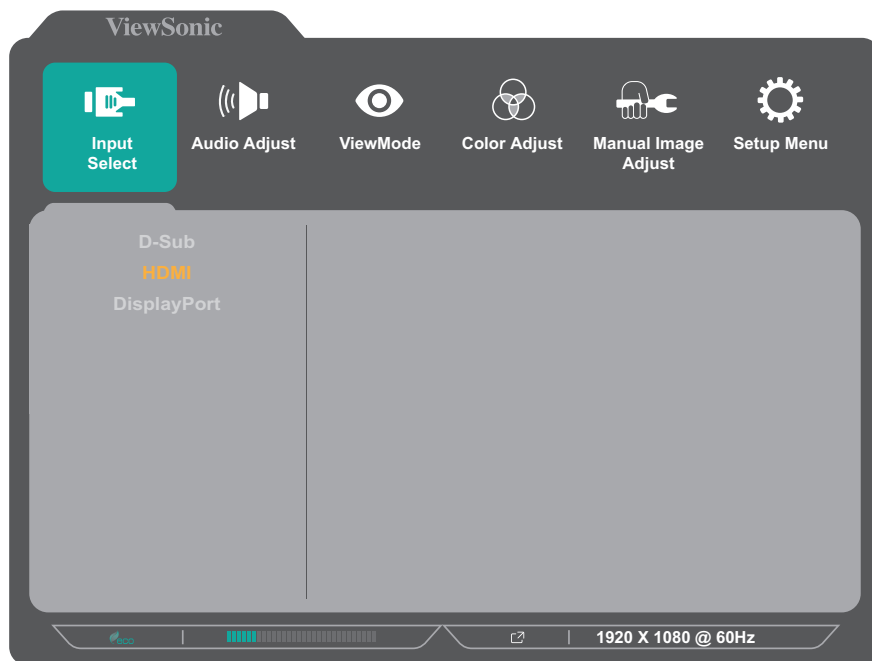 ViewSonic
Input
Select
Audio Adjust
ViewMode
Color Adjust
Manual Image
Adjust
Setup Menu
D-Sub
HDMI
DisplayPort
eco
1920 X 1080 @ 60Hz